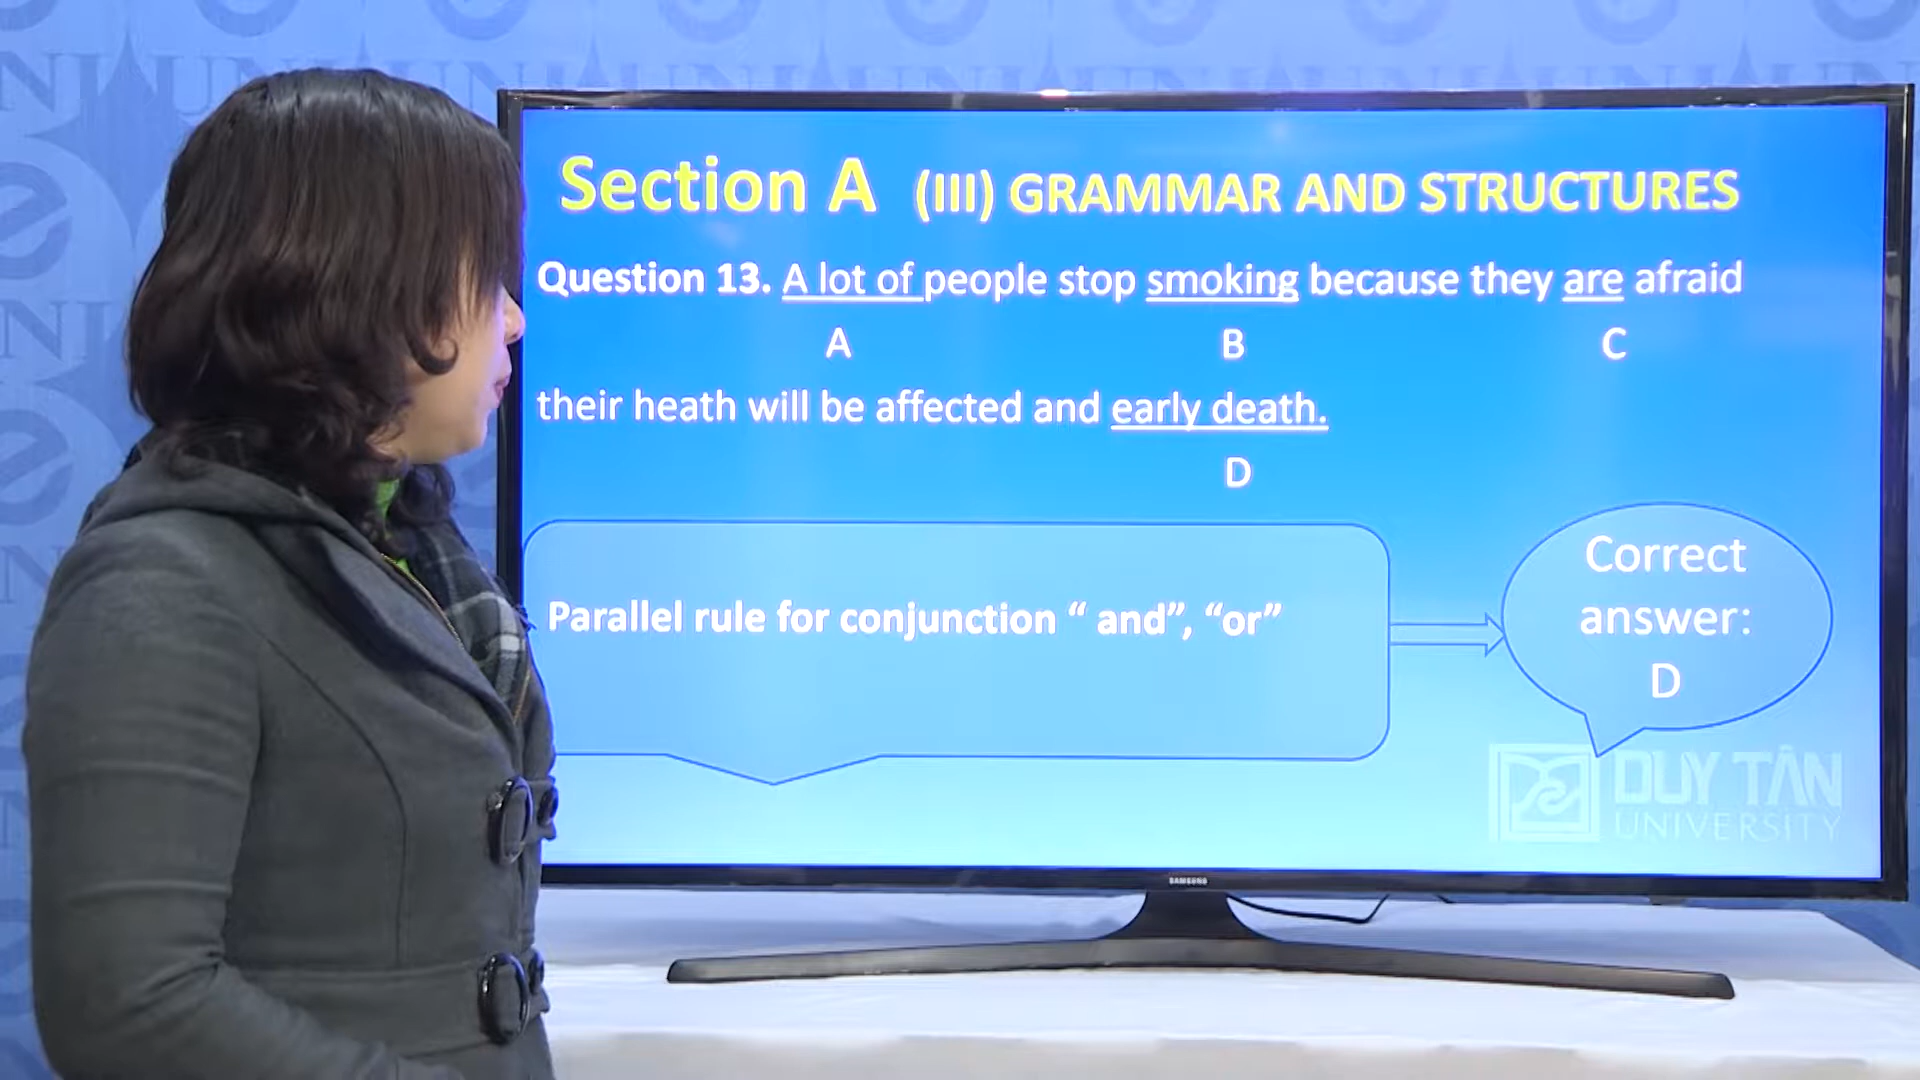 Section A (III) GRAMMAR AND STRUCTURES
Question 13. A lot of people stop smoking because they are afraid
A B C
their heath will be affected and early death.
D
Parallel rule for conjunction “ and”, “or”
Correct
answer:
D
DUY TÂN
UNIVERSITY
SAMSUNG